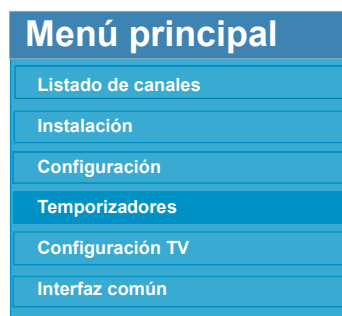 Menú principal
Listado de canales
Instalación
Configuración
Temporizadores
Configuración TV
Interfaz común